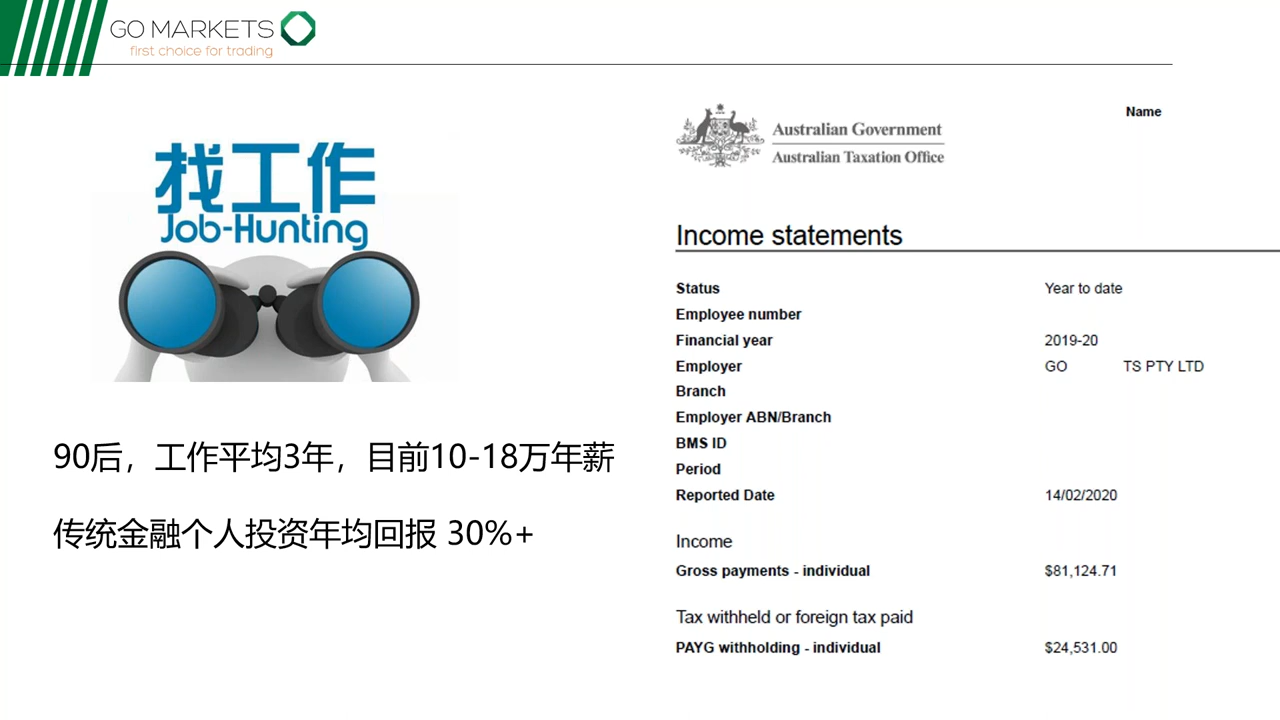 GO MARKETS
first choice for trading
找工作
Job-Hunting
90后，工作平均3年，目前10-18万年薪
传统金融个人投资年均回报 30%+
Australian Government
Australian Taxation Office
Name
Income statements
Status Year to date
Employee number
Financial year 2019-20
Employer GO TS PTY LTD
Branch
Employer ABN/Branch
BMS ID
Period
Reported Date 14/02/2020
Income
Gross payments - individual $81,124.71
Tax withheld or foreign tax paid
PAYG withholding - individual $24,531.00